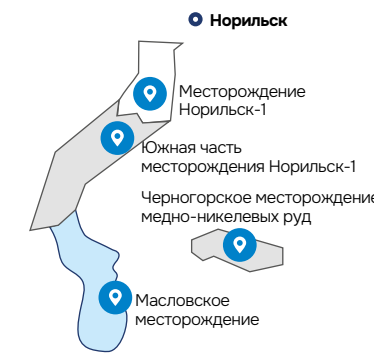 Норильск
Месторождение
Норильск-1
Южная часть
месторождения Норильск-1
Черногорское месторождение
медно-никелевых руд
Масловское
месторождение